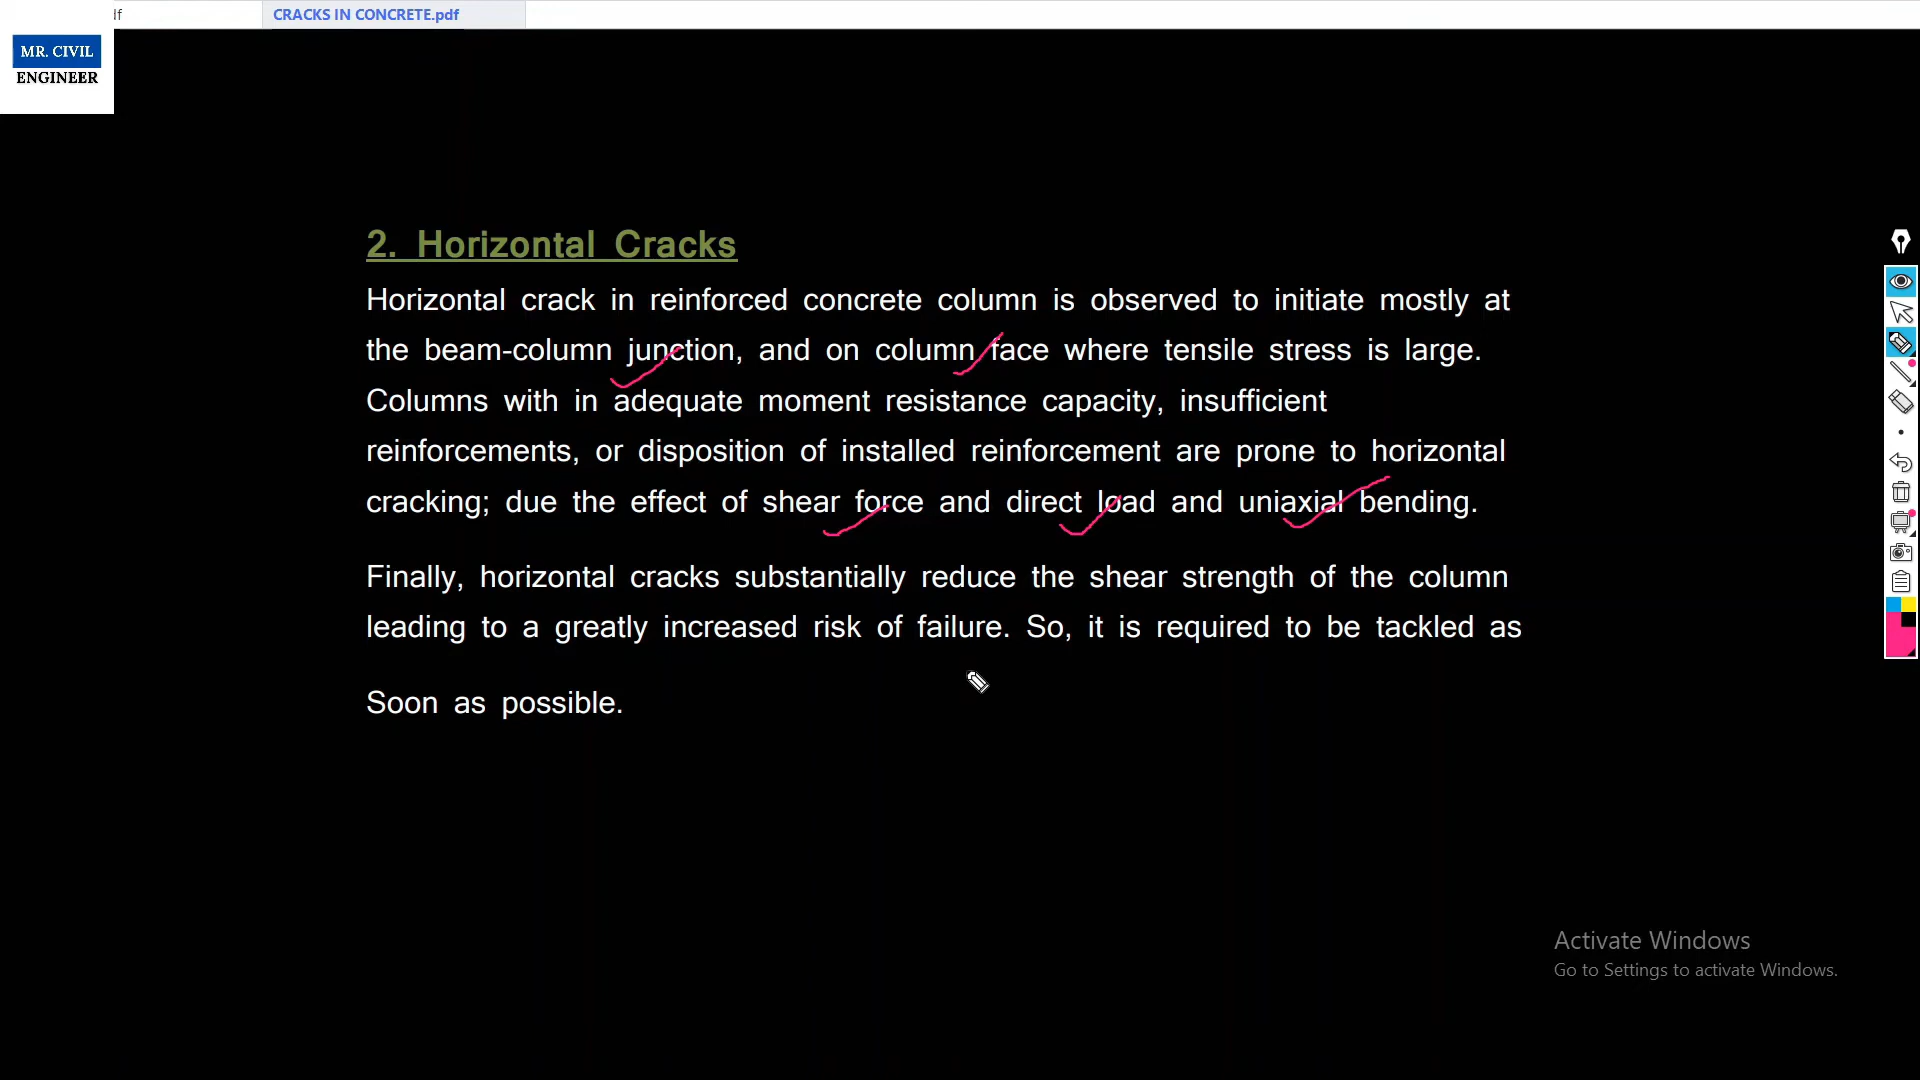 df
CRACKS IN CONCRETE.pdf
MR. CIVIL
ENGINEER
2. Horizontal Cracks
Horizontal crack in reinforced concrete column is observed to initiate mostly at
the beam-column junction, and on column face where tensile stress is large.
Columns with in adequate moment resistance capacity, insufficient
reinforcements, or disposition of installed reinforcement are prone to horizontal
cracking; due the effect of shear force and direct load and uniaxial bending.
Finally, horizontal cracks substantially reduce the shear strength of the column
leading to a greatly increased risk of failure. So, it is required to be tackled as
Soon as possible.
Activate Windows
Go to Settings to activate Windows.